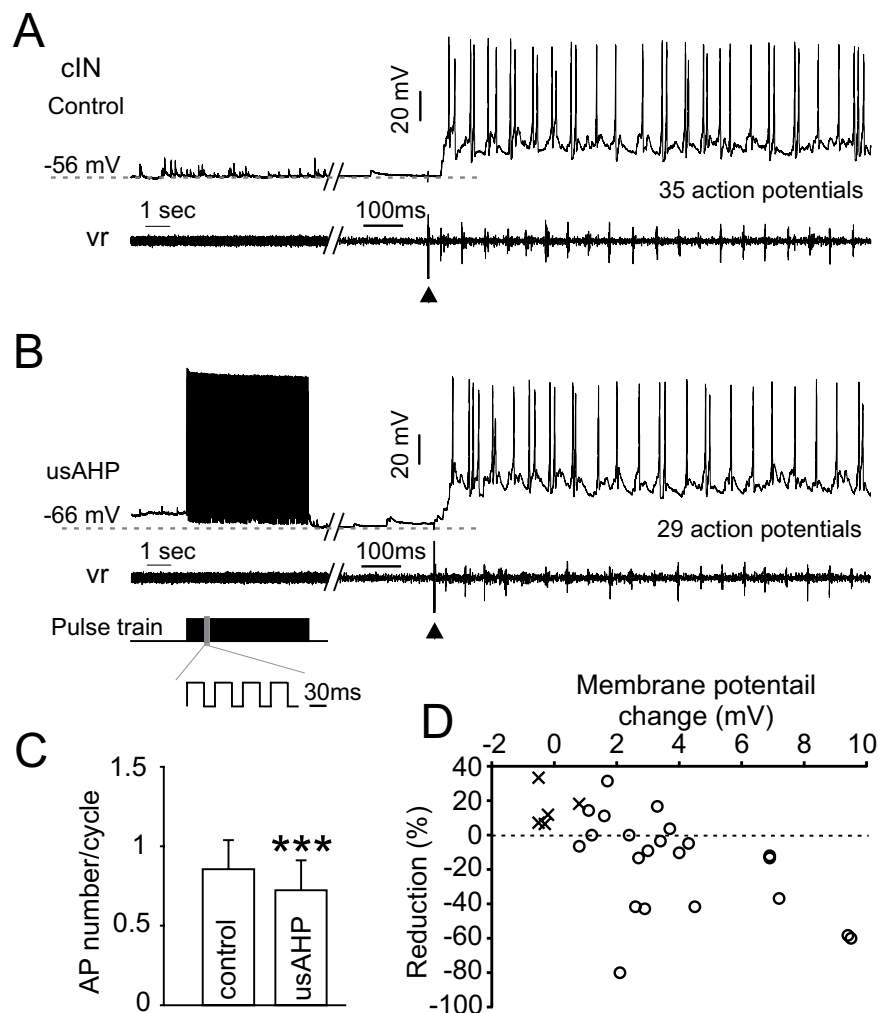 A
cIN
Control
20 mV
-56 mV
35 action potentials
1 sec
100ms
vr
B
20 mV
usAHP
-66 mV
29 action potentials
1 sec
100ms
vr
Pulse train
30ms
C
1.5
1
0.5
0
AP number/cycle
control
usAHP
***
D
Membrane potentail
change (mV)
-2 0 2 4 6 8 10
40
20
0
-20
-40
-60
-80
-100
Reduction (%)